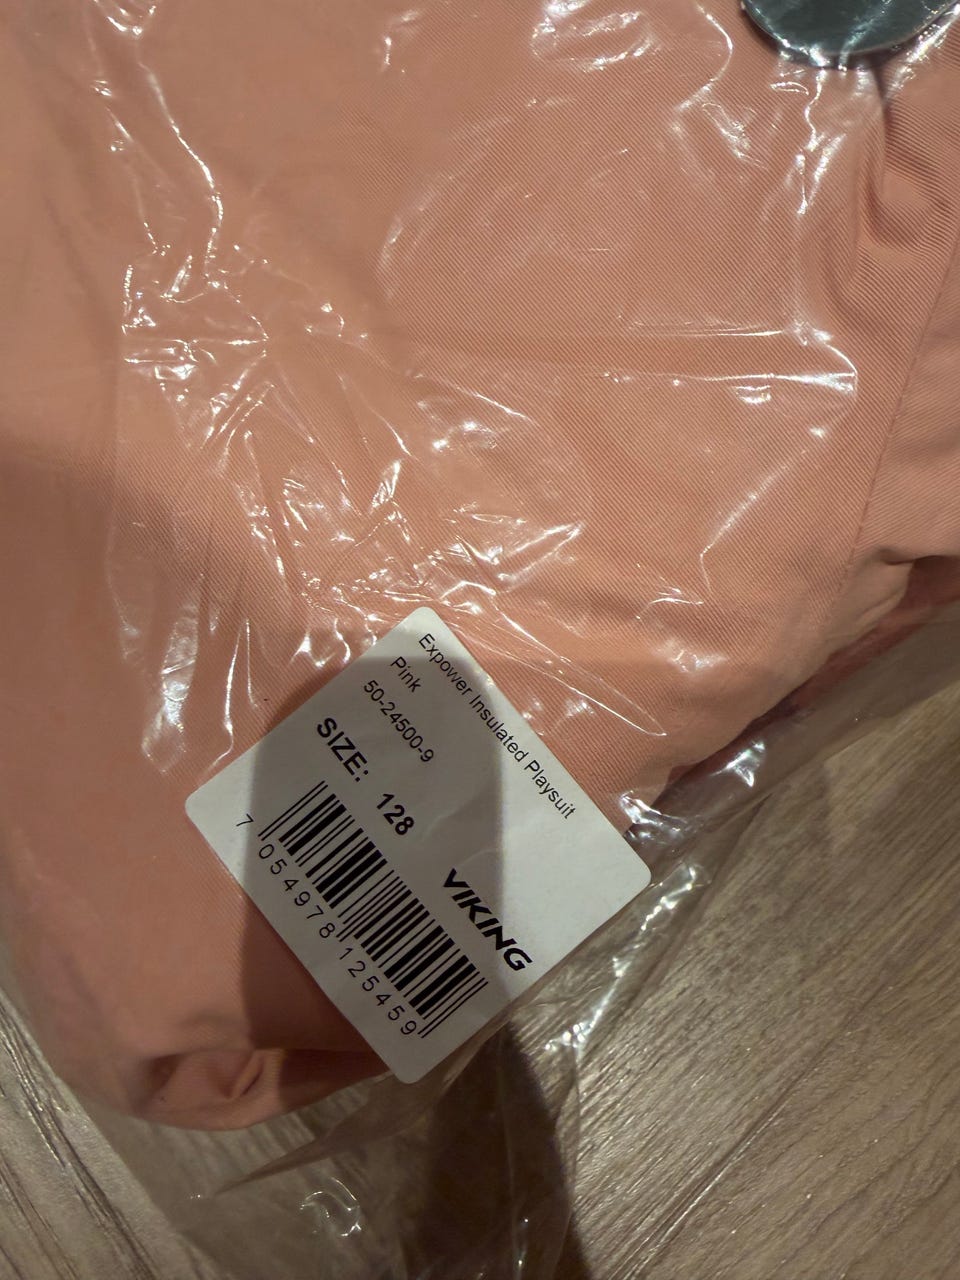 Expower Insulated Playsuit
Pink
50-24500-9
SIZE: 128
VIKING
7 054978 125459